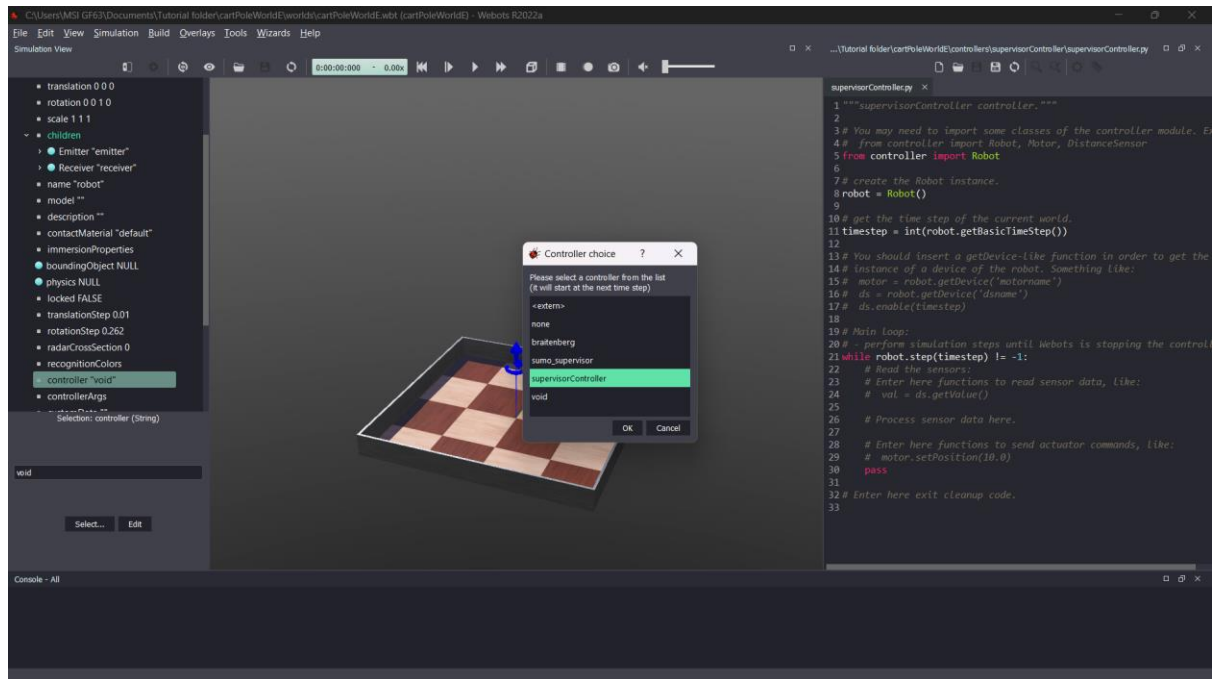 C:\Users\MSI GF63\Documents\Tutorial folder\cartPoleWorldE\worlds\cartPoleWorldE.wbt (cartPoleWorldE) - Webots R2022a
File Edit View Simulation Build Overlays Tools Wizards Help
Simulation View
0:00:00:000 - 0.00x
translation 0 0 0
rotation 0 0 1 0
scale 1 1 1
children
Emitter "emitter"
Receiver "receiver"
name "robot"
model ""
description ""
contactMaterial "default"
immersionProperties
boundingObject NULL
physics NULL
locked FALSE
translationStep 0.01
rotationStep 0.262
radarCrossSection 0
recognitionColors
controller "void"
controllerArgs
Selection: controller (String)
void
Select... Edit
Controller choice ? X
Please select a controller from the list
(it will start at the next time step)
<extern>
none
braitenberg
sumo_supervisor
supervisorController
void
OK Cancel
...\Tutorial folder\cartPoleWorldE\controllers\supervisorController\supervisorController.py
supervisorController.py ×
1 """supervisorController controller."""
2
3 # You may need to import some classes of the controller module. Ex
4 # from controller import Robot, Motor, DistanceSensor
5 from controller import Robot
6
7 # create the Robot instance.
8 robot = Robot()
9
10 # get the time step of the current world.
11 timestep = int(robot.getBasicTimeStep())
12
13 # You should insert a getDevice-like function in order to get the
14 # instance of a device of the robot. Something like:
15 # motor = robot.getDevice('motorname')
16 # ds = robot.getDevice('dsname')
17 # ds.enable(timestep)
18
19 # Main loop:
20 # - perform simulation steps until Webots is stopping the controll
21 while robot.step(timestep) != -1:
22 # Read the sensors:
23 # Enter here functions to read sensor data, like:
24 # val = ds.getValue()
25
26 # Process sensor data here.
27
28 # Enter here functions to send actuator commands, like:
29 # motor.setPosition(10.0)
30 pass
31
32 # Enter here exit cleanup code.
33
Console - All